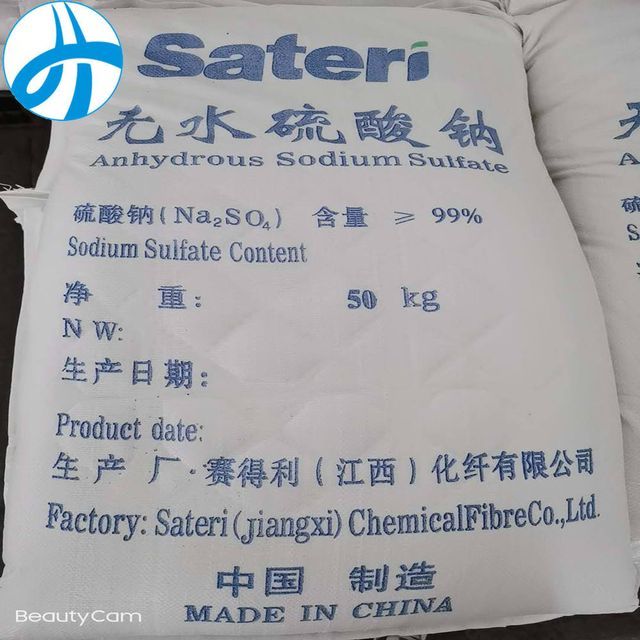 Sateri
无水硫酸钠
Anhydrous Sodium Sulfate
硫酸钠(Na₂SO₄) 含量 ≥ 99%
Sodium Sulfate Content
净 重: 50 kg
N W:
生产日期:
Product date:
生 产 厂·赛得利(江西)化纤有限公司
Factory: Sateri(Jiangxi) ChemicalFibreCo.,Ltd.
中国 制造
MADE IN CHINA
BeautyCam